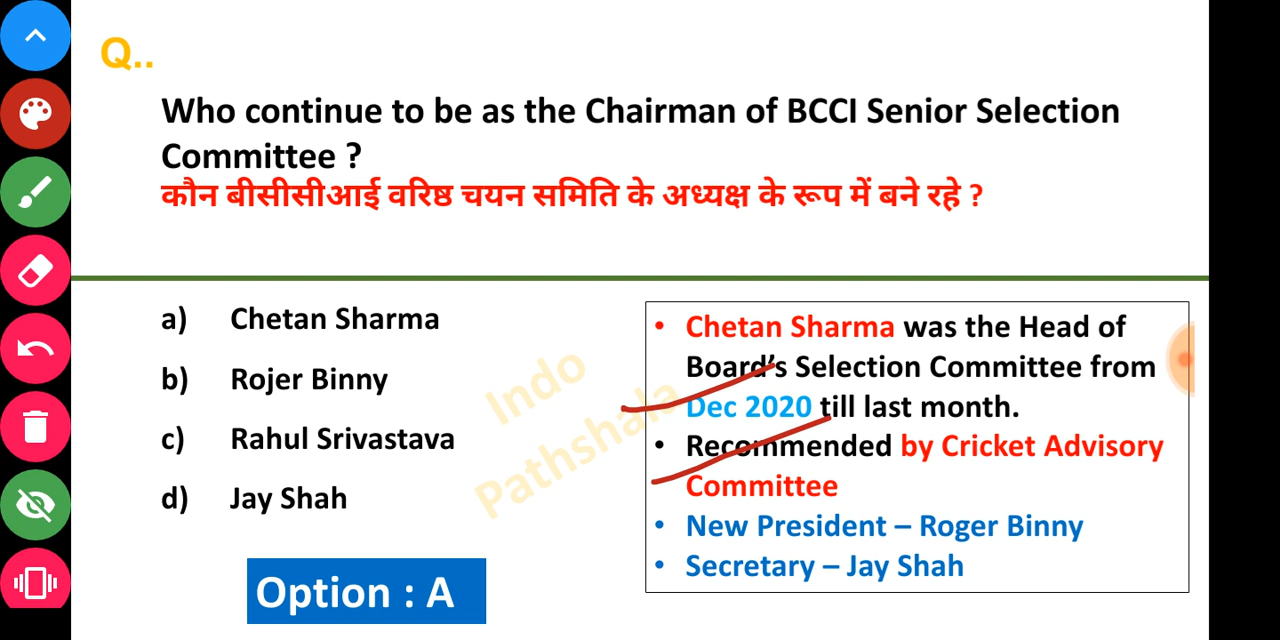 Q..
Who continue to be as the Chairman of BCCI Senior Selection
Committee ?
कौन बीसीसीआई वरिष्ठ चयन समिति के अध्यक्ष के रूप में बने रहे ?
a) Chetan Sharma
b) Rojer Binny
c) Rahul Srivastava
d) Jay Shah
Option : A
Indo
Pathshala
• Chetan Sharma was the Head of
Board's Selection Committee from
Dec 2020 till last month.
• Recommended by Cricket Advisory
Committee
• New President – Roger Binny
• Secretary – Jay Shah